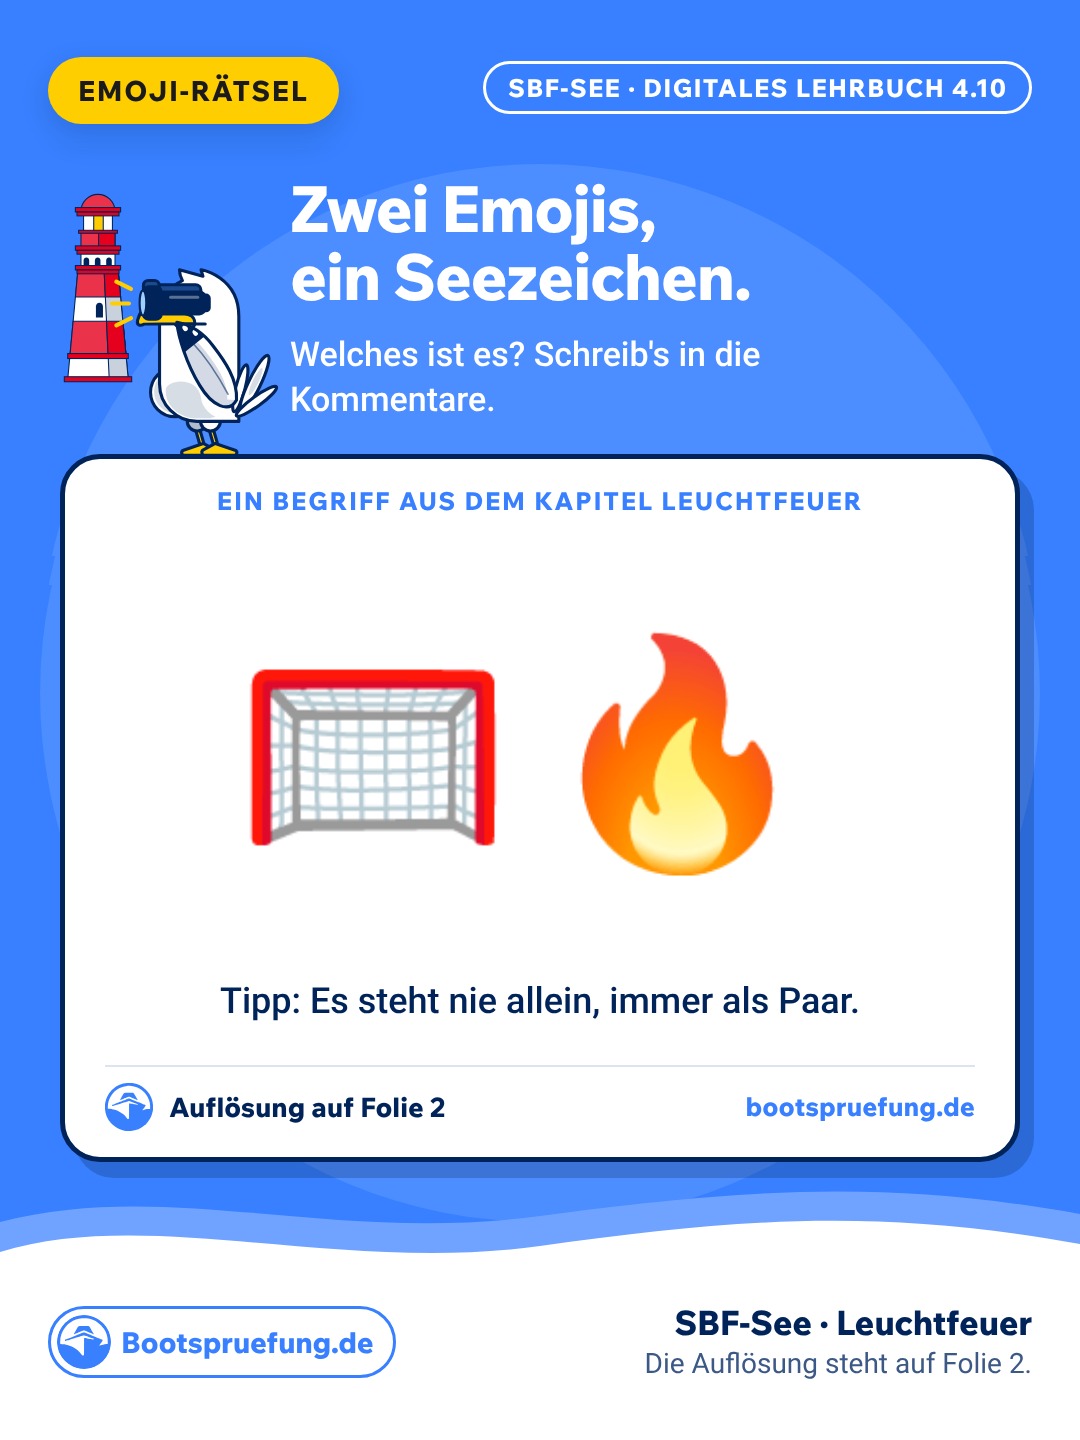 EMOJI-RÄTSEL
SBF-SEE · DIGITALES LEHRBUCH 4.10
Zwei Emojis,
ein Seezeichen.
Welches ist es? Schreib's in die
Kommentare.
EIN BEGRIFF AUS DEM KAPITEL LEUCHTFEUER
Tipp: Es steht nie allein, immer als Paar.
Auflösung auf Folie 2
bootspruefung.de
Bootspruefung.de
SBF-See · Leuchtfeuer
Die Auflösung steht auf Folie 2.